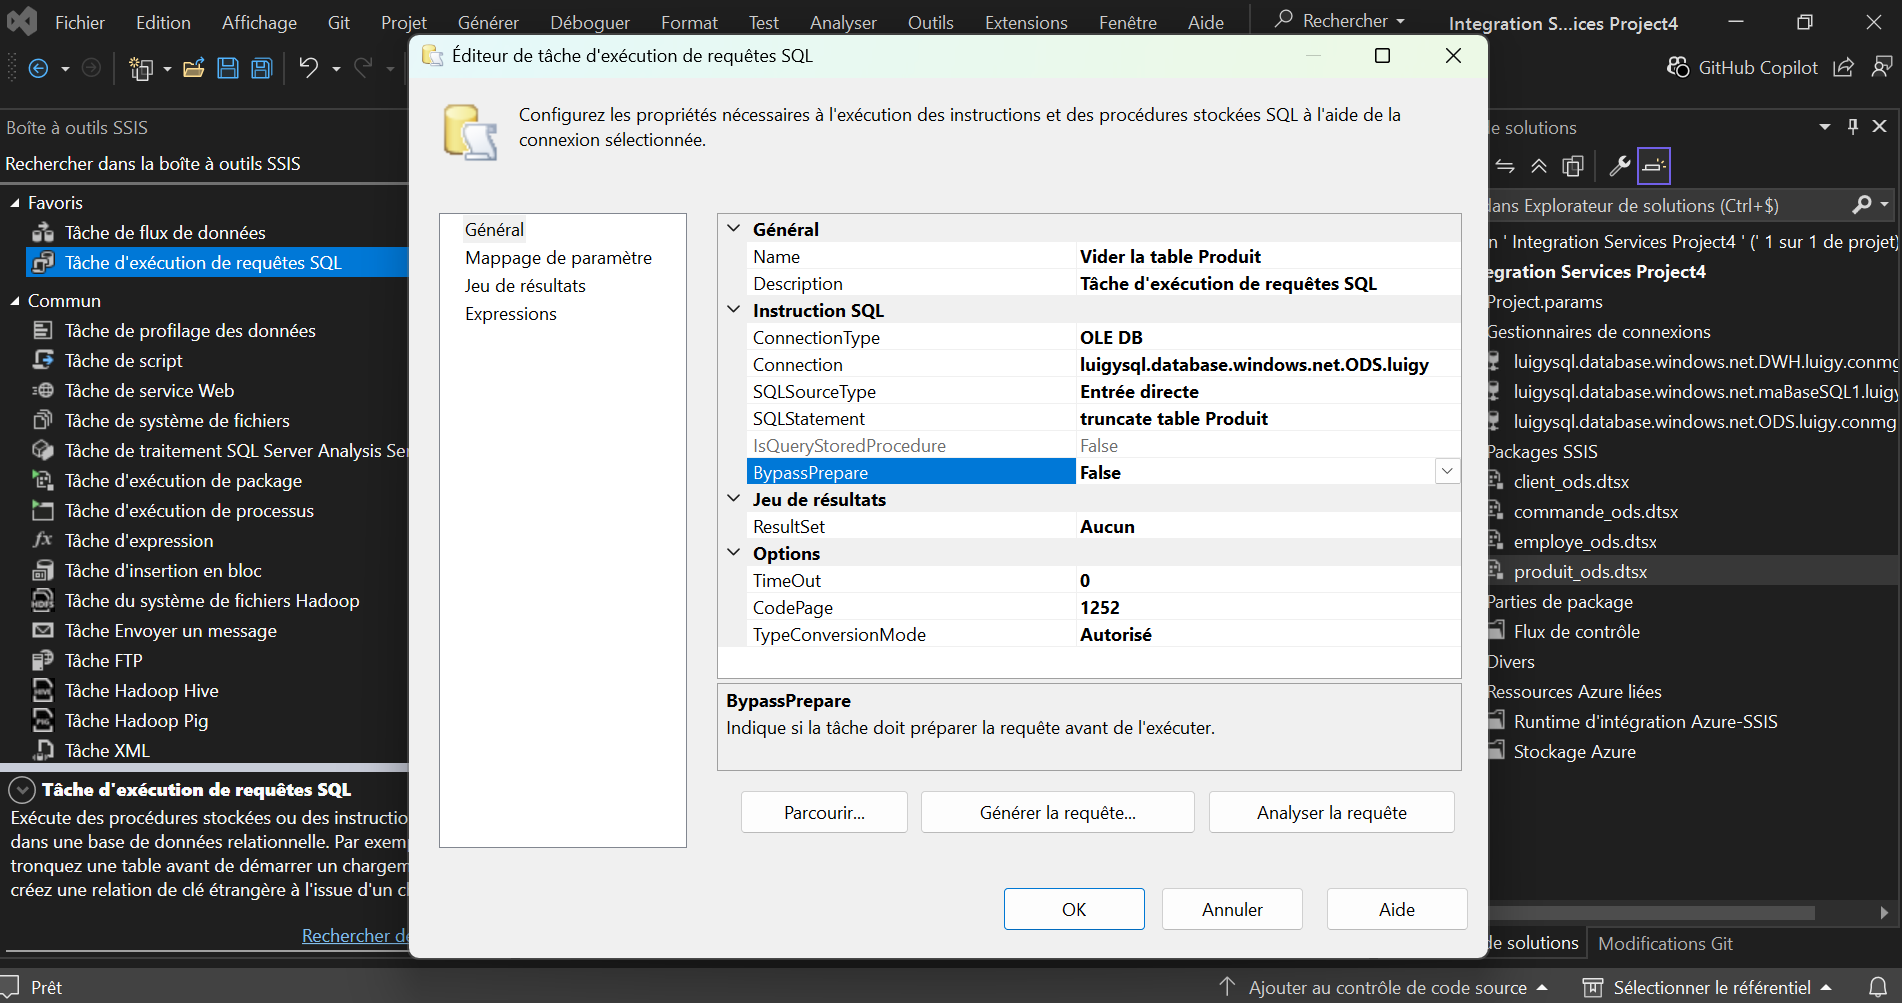 Fichier Edition Affichage Git Projet Générer Déboguer Format Test Analyser Outils Extensions Fenêtre Aide Rechercher Integration S...ices Project4
GitHub Copilot
Boîte à outils SSIS
Rechercher dans la boîte à outils SSIS
Favoris
Tâche de flux de données
Tâche d'exécution de requêtes SQL
Commun
Tâche de profilage des données
Tâche de script
Tâche de service Web
Tâche de système de fichiers
Tâche de traitement SQL Server Analysis Ser
Tâche d'exécution de package
Tâche d'exécution de processus
Tâche d'expression
Tâche d'insertion en bloc
Tâche du système de fichiers Hadoop
Tâche Envoyer un message
Tâche FTP
Tâche Hadoop Hive
Tâche Hadoop Pig
Tâche XML
Tâche d'exécution de requêtes SQL
Exécute des procédures stockées ou des instructio
dans une base de données relationnelle. Par exem
tronquez une table avant de démarrer un chargem
créez une relation de clé étrangère à l'issue d'un c
Rechercher de
Éditeur de tâche d'exécution de requêtes SQL
Configurez les propriétés nécessaires à l'exécution des instructions et des procédures stockées SQL à l'aide de la
connexion sélectionnée.
Général
Mappage de paramètre
Jeu de résultats
Expressions
Général
Name Vider la table Produit
Description Tâche d'exécution de requêtes SQL
Instruction SQL
ConnectionType OLE DB
Connection luigysql.database.windows.net.ODS.luigy
SQLSourceType Entrée directe
SQLStatement truncate table Produit
IsQueryStoredProcedure False
BypassPrepare False
Jeu de résultats
ResultSet Aucun
Options
TimeOut 0
CodePage 1252
TypeConversionMode Autorisé
BypassPrepare
Indique si la tâche doit préparer la requête avant de l'exécuter.
Parcourir... Générer la requête... Analyser la requête
OK Annuler Aide
le solutions
dans Explorateur de solutions (Ctrl+$)
n ' Integration Services Project4 ' (' 1 sur 1 de projet)
egration Services Project4
Project.params
Gestionnaires de connexions
luigysql.database.windows.net.DWH.luigy.conmg
luigysql.database.windows.net.maBaseSQL1.luigy
luigysql.database.windows.net.ODS.luigy.conmg
Packages SSIS
client_ods.dtsx
commande_ods.dtsx
employe_ods.dtsx
produit_ods.dtsx
Parties de package
Flux de contrôle
Divers
Ressources Azure liées
Runtime d'intégration Azure-SSIS
Stockage Azure
de solutions Modifications Git
Prêt Ajouter au contrôle de code source Sélectionner le référentiel